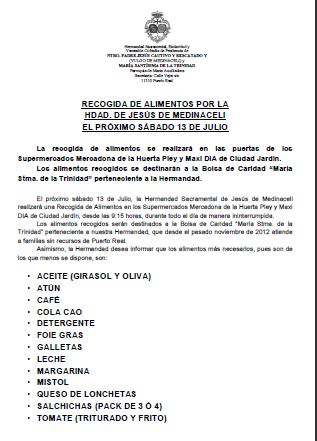 Hermandad Sacramental, Penitencial y
Venerable Cofradía de Penitencia de
NTRO. PADRE JESÚS CAUTIVO Y RESCATADO Y
(VULGO DE MEDINACELI) y
MARÍA SANTÍSIMA DE LA TRINIDAD
Parroquia de María Auxiliadora
Secretaría: Calle Vaya s/n
11510 Puerto Real
RECOGIDA DE ALIMENTOS POR LA
HDAD. DE JESÚS DE MEDINACELI
EL PRÓXIMO SÁBADO 13 DE JULIO
La recogida de alimentos se realizará en las puertas de los
Supermercados Mercadona de la Huerta Pley y Maxi DIA de Ciudad Jardín.
Los alimentos recogidos se destinarán a la Bolsa de Caridad "María
Stma. de la Trinidad" perteneciente a la Hermandad.
El próximo sábado 13 de Julio, la Hermandad Sacramental de Jesús de Medinaceli
realizará una Recogida de Alimentos en los Supermercados Mercadona de la Huerta Pley y Maxi
DIA de Ciudad Jardín, desde las 9:15 horas, durante todo el día de manera ininterrumpida.
Los alimentos recogidos serán destinados a la Bolsa de Caridad "María Stma. de la
Trinidad" perteneciente a nuestra Hermandad, que desde el pasado noviembre de 2012 atiende
a familias sin recursos de Puerto Real.
Asimismo, la Hermandad desea informar que los alimentos más necesarios, pues son de
los que menos se dispone, son:
• ACEITE (GIRASOL Y OLIVA)
• ATÚN
• CAFÉ
• COLA CAO
• DETERGENTE
• FOIE GRAS
• GALLETAS
• LECHE
• MARGARINA
• MISTOL
• QUESO DE LONCHETAS
• SALCHICHAS (PACK DE 3 Ó 4)
• TOMATE (TRITURADO Y FRITO)